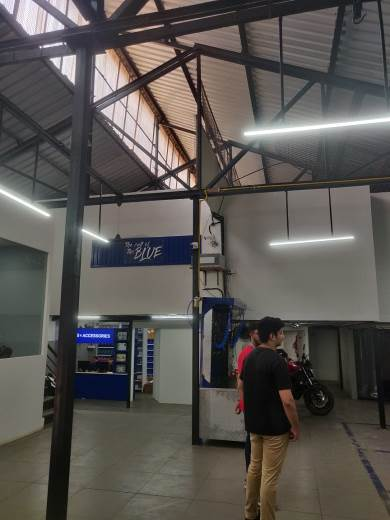 The call of
The BLUE
& ACCESSORIES